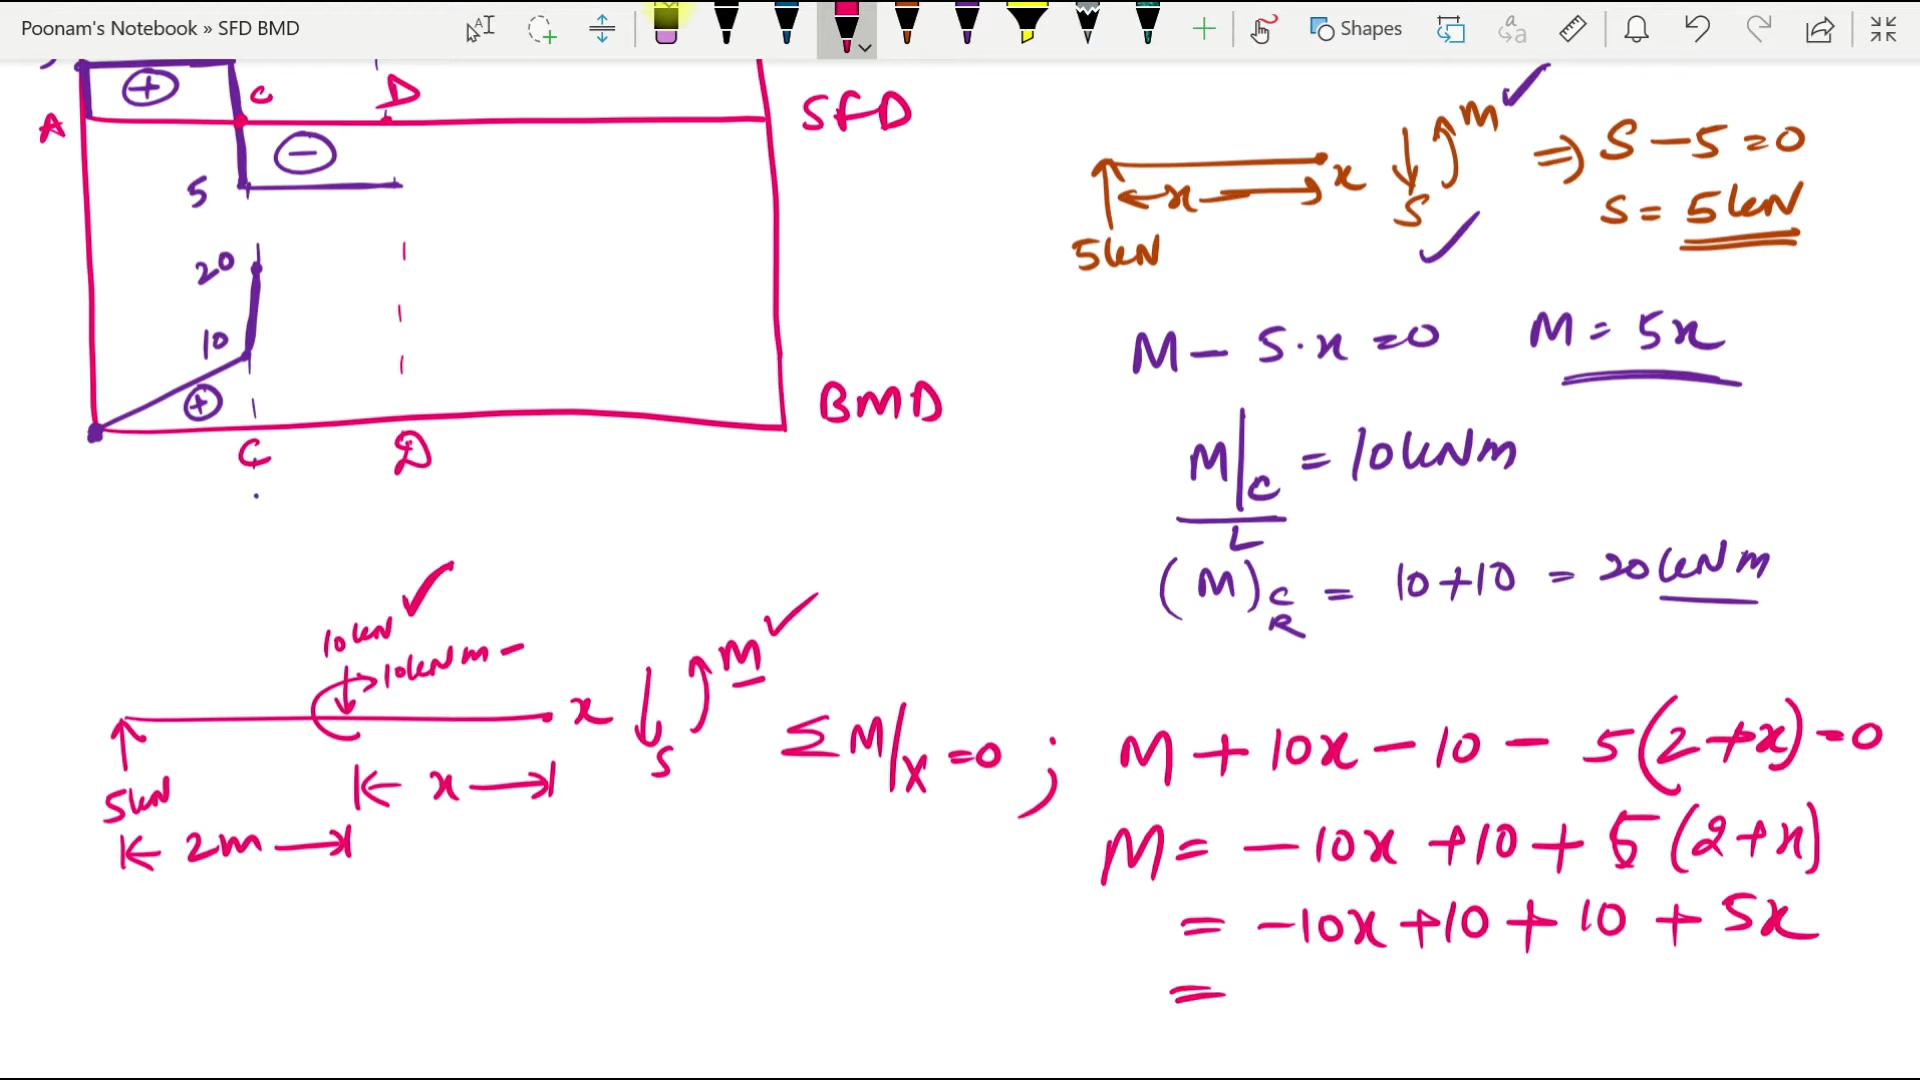 Poonam's Notebook » SFD BMD
Shapes
+
A
C
D
SFD
−
5
20
10
+
BMD
C
D
5kN
x
x
S
M
⇒ S − 5 = 0
S = 5kN
M − 5·x = 0
M = 5x
M|C = 10kNm
L
(M)C = 10+10 = 20kNm
R
10kN
10kNm
M
x
S
5kN
x
2m
ΣM/X = 0 ; M + 10x − 10 − 5(2+x) = 0
M = −10x + 10 + 5(2+x)
= −10x + 10 + 10 + 5x
=